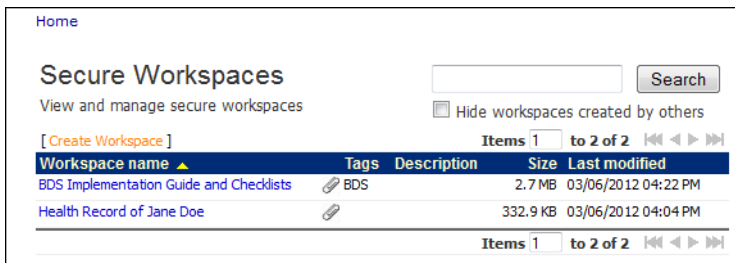 Home
Secure Workspaces
Search
View and manage secure workspaces
Hide workspaces created by others
[ Create Workspace ]
Items 1 to 2 of 2
Workspace name Tags Description Size Last modified
BDS Implementation Guide and Checklists BDS 2.7 MB 03/06/2012 04:22 PM
Health Record of Jane Doe 332.9 KB 03/06/2012 04:04 PM
Items 1 to 2 of 2